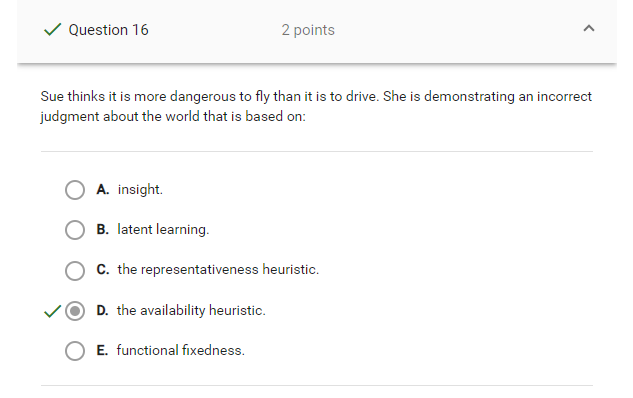 Question 16 2 points
Sue thinks it is more dangerous to fly than it is to drive. She is demonstrating an incorrect
judgment about the world that is based on:
A. insight.
B. latent learning.
C. the representativeness heuristic.
D. the availability heuristic.
E. functional fixedness.